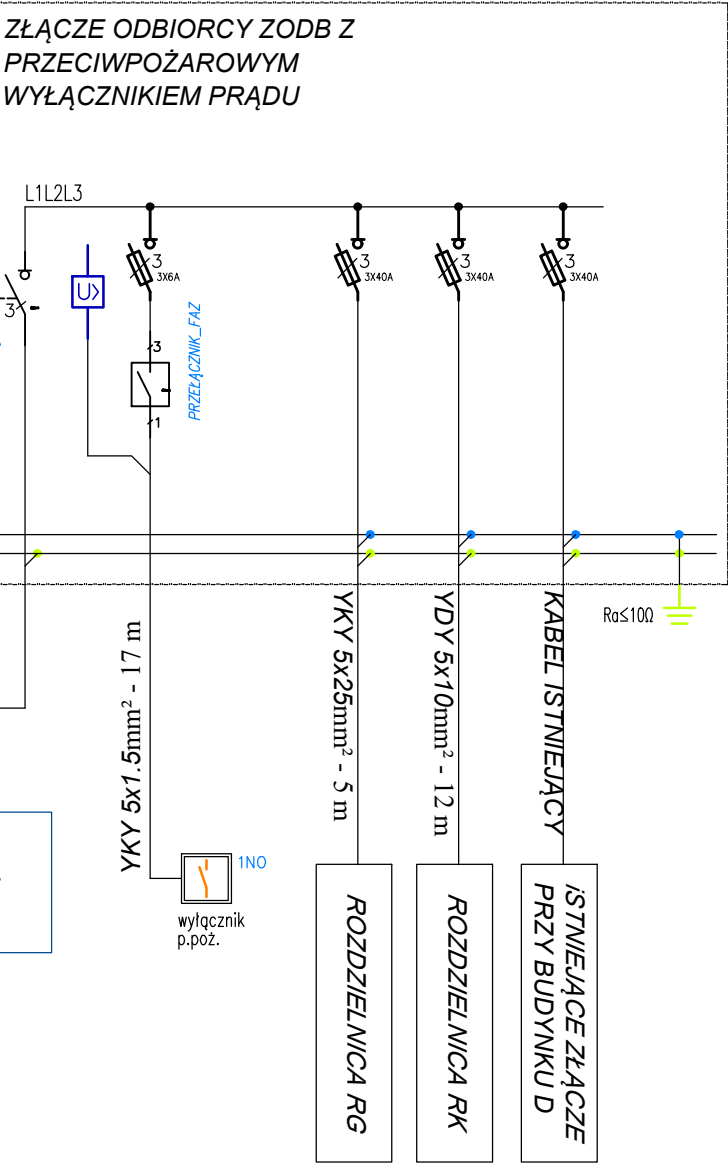 ZŁĄCZE ODBIORCY ZODB Z
PRZECIWPOŻAROWYM
WYŁĄCZNIKIEM PRĄDU
L1L2L3
3
U>
3
3X6A
3
3X40A
3
3X40A
3
3X40A
3
1
PRZEŁĄCZNIK_FAZ
YKY 5x1.5mm² - 17 m
YKY 5x25mm² - 5 m
YDY 5x10mm² - 12 m
KABEL ISTNIEJĄCY
Ra≤10Ω
1NO
wyłącznik
p.poż.
ROZDZIELNICA RG
ROZDZIELNICA RK
iSTNIEJĄCE ZŁĄCZE
PRZY BUDYNKU D